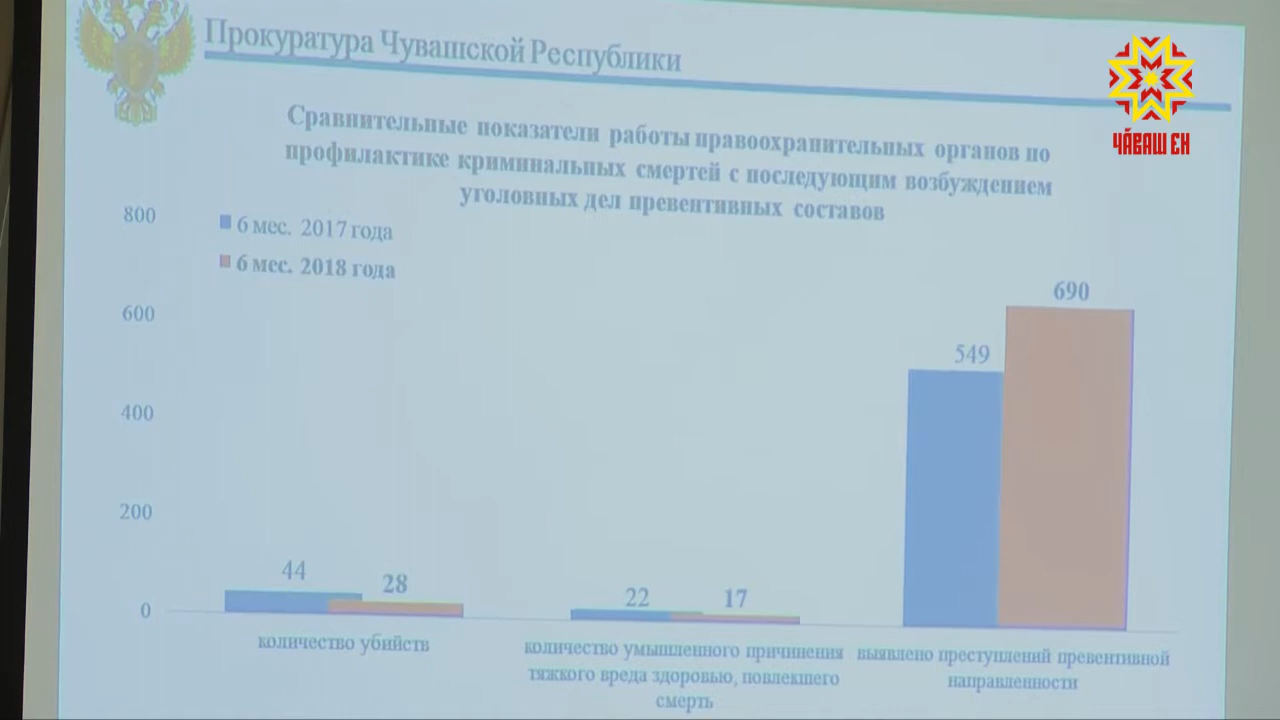 Прокуратура Чувашской Республики
ЧӐВАШ ЕН
Сравнительные показатели работы правоохранительных органов по
профилактике криминальных смертей с последующим возбуждением
уголовных дел превентивных составов
6 мес. 2017 года
6 мес. 2018 года
800
600
400
200
0
44
28
22
17
549
690
количество убийств
количество умышленного причинения
тяжкого вреда здоровью, повлекшего
смерть
выявлено преступлений превентивной
направленности